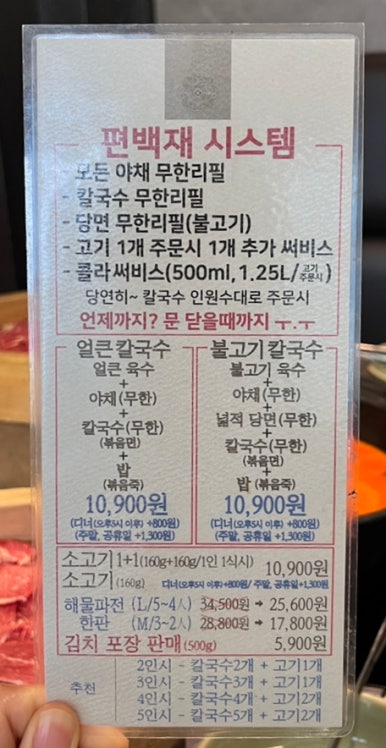 편백재 시스템
- 모든 야채 무한리필
- 칼국수 무한리필
- 당면 무한리필(불고기)
- 고기 1개 주문시 1개 추가 써비스
- 콜라써비스(500ml, 1.25L/고기 주문시)
당연히~ 칼국수 인원수대로 주문시
언제까지? 문 닫을때까지 ㅜ.ㅜ
얼큰칼국수
얼큰 육수
+
야채(무한)
+
칼국수(무한)
(볶음면)
+
밥
(볶음죽)
10,900원
(디너(오후5시 이후) +800원)
(주말, 공휴일 +1,300원)
불고기칼국수
불고기 육수
+
야채(무한)
+
넓적 당면(무한)
+
칼국수(무한)
(볶음면)
+
밥 (볶음죽)
10,900원
(디너(오후5시 이후) +800원)
(주말, 공휴일 +1,300원)
소고기 1+1(160g+160g/1인 1식시) 10,900원
소고기(160g) 디너(오후5시 이후)+800원/ 주말, 공휴일+1,300원
해물파전 (L/5~4人) 34,500원 → 25,600원
한판 (M/3~2人) 28,800원 → 17,800원
김치 포장 판매(500g) 5,900원
추천
2인시 - 칼국수2개 + 고기1개
3인시 - 칼국수3개 + 고기1개
4인시 - 칼국수4개 + 고기2개
5인시 - 칼국수5개 + 고기2개